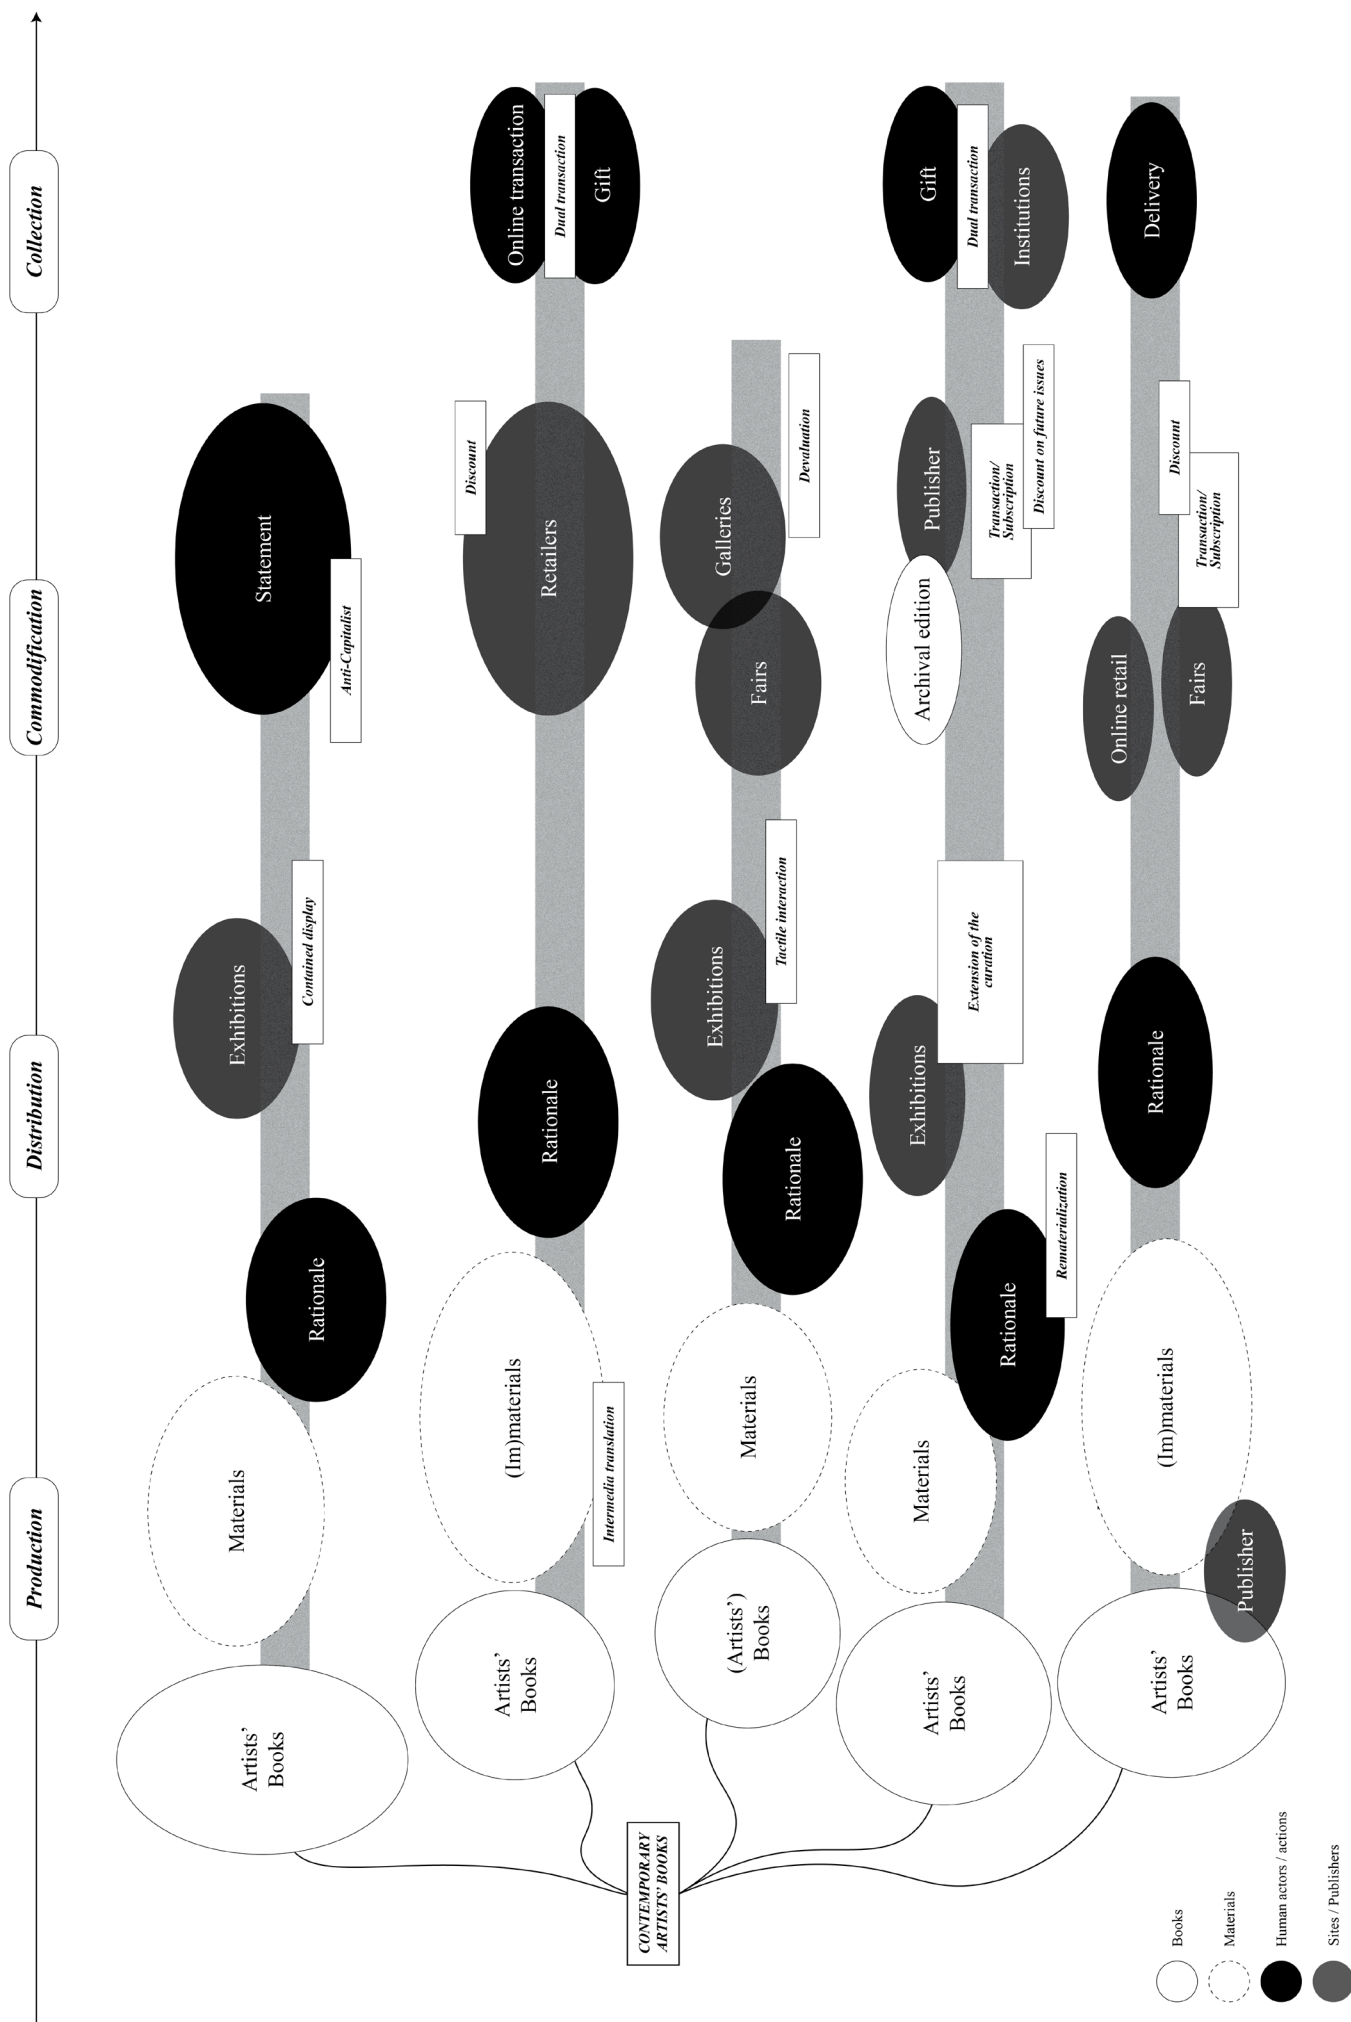 Production
Distribution
Commodification
Collection
CONTEMPORARY
ARTISTS' BOOKS
Artists'
Books
Materials
Rationale
Exhibitions
Contained display
Statement
Anti-Capitalist
Artists'
Books
(Im)materials
Intermedia translation
Rationale
Retailers
Discount
Online transaction
Dual transaction
Gift
(Artists')
Books
Materials
Rationale
Exhibitions
Tactile interaction
Fairs
Galleries
Devaluation
Artists'
Books
Materials
Rationale
Rematerialization
Exhibitions
Extension of the
curation
Archival edition
Publisher
Transaction/
Subscription
Discount on future issues
Gift
Dual transaction
Institutions
Artists'
Books
Publisher
(Im)materials
Rationale
Online retail
Fairs
Transaction/
Subscription
Discount
Delivery
Books
Materials
Human actors / actions
Sites / Publishers